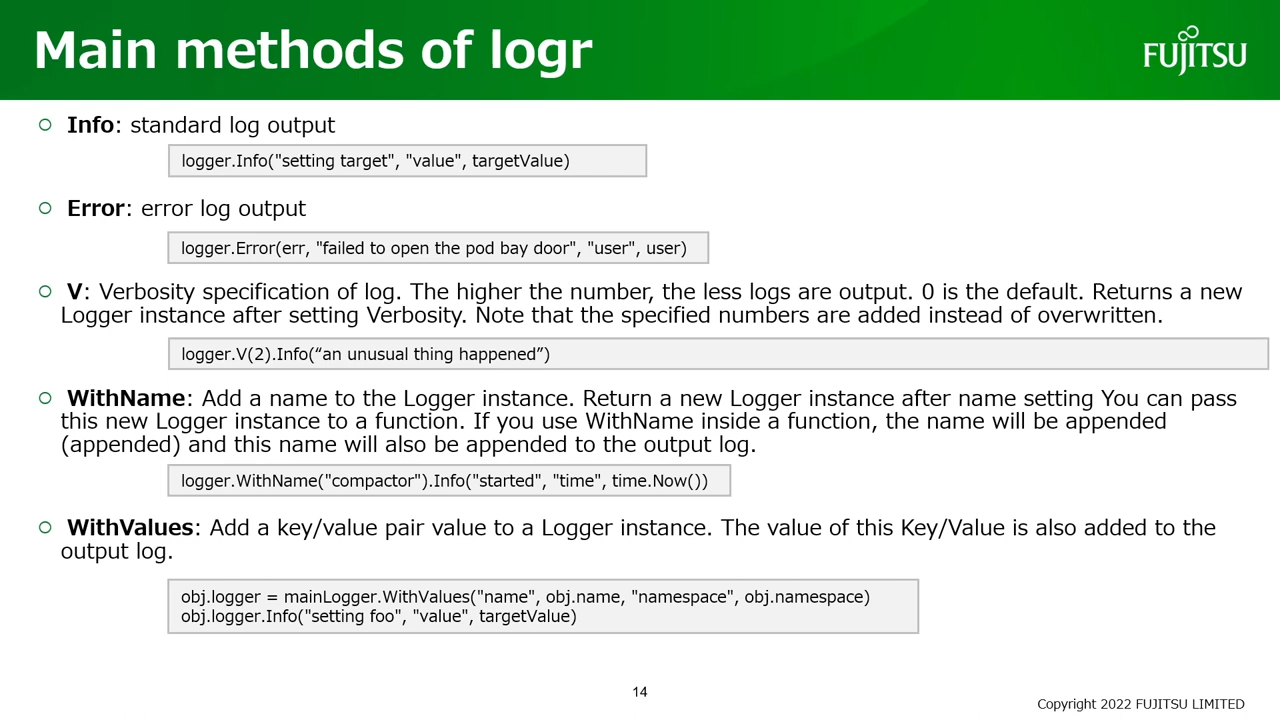 Main methods of logr
FUJITSU
Info: standard log output
logger.Info("setting target", "value", targetValue)
Error: error log output
logger.Error(err, "failed to open the pod bay door", "user", user)
V: Verbosity specification of log. The higher the number, the less logs are output. 0 is the default. Returns a new
Logger instance after setting Verbosity. Note that the specified numbers are added instead of overwritten.
logger.V(2).Info(“an unusual thing happened”)
WithName: Add a name to the Logger instance. Return a new Logger instance after name setting You can pass
this new Logger instance to a function. If you use WithName inside a function, the name will be appended
(appended) and this name will also be appended to the output log.
logger.WithName("compactor").Info("started", "time", time.Now())
WithValues: Add a key/value pair value to a Logger instance. The value of this Key/Value is also added to the
output log.
obj.logger = mainLogger.WithValues("name", obj.name, "namespace", obj.namespace)
obj.logger.Info("setting foo", "value", targetValue)
14
Copyright 2022 FUJITSU LIMITED